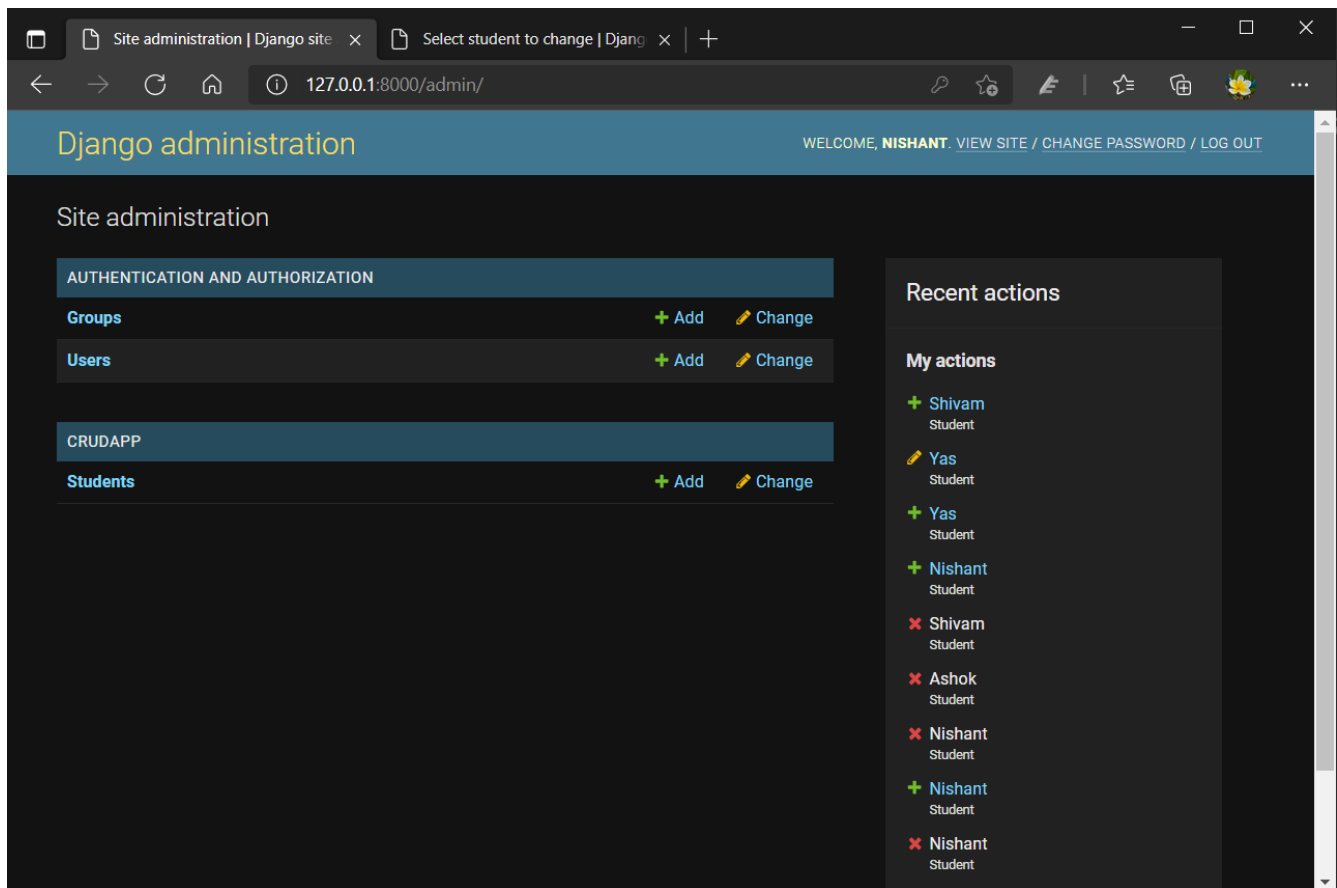 Site administration | Django site
Select student to change | Djang
127.0.0.1:8000/admin/
Django administration
WELCOME, NISHANT. VIEW SITE / CHANGE PASSWORD / LOG OUT
Site administration
AUTHENTICATION AND AUTHORIZATION
Groups
Add
Change
Users
Add
Change
CRUDAPP
Students
Add
Change
Recent actions
My actions
Shivam
Student
Yas
Student
Yas
Student
Nishant
Student
Shivam
Student
Ashok
Student
Nishant
Student
Nishant
Student
Nishant
Student